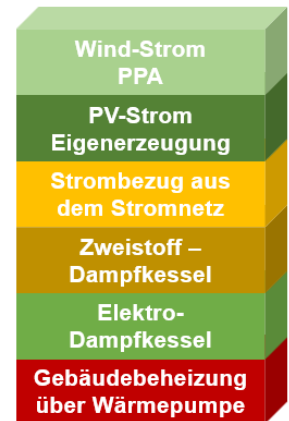 Wind-Strom
PPA
PV-Strom
Eigenerzeugung
Strombezug aus
dem Stromnetz
Zweistoff –
Dampfkessel
Elektro-
Dampfkessel
Gebäudebeheizung
über Wärmepumpe